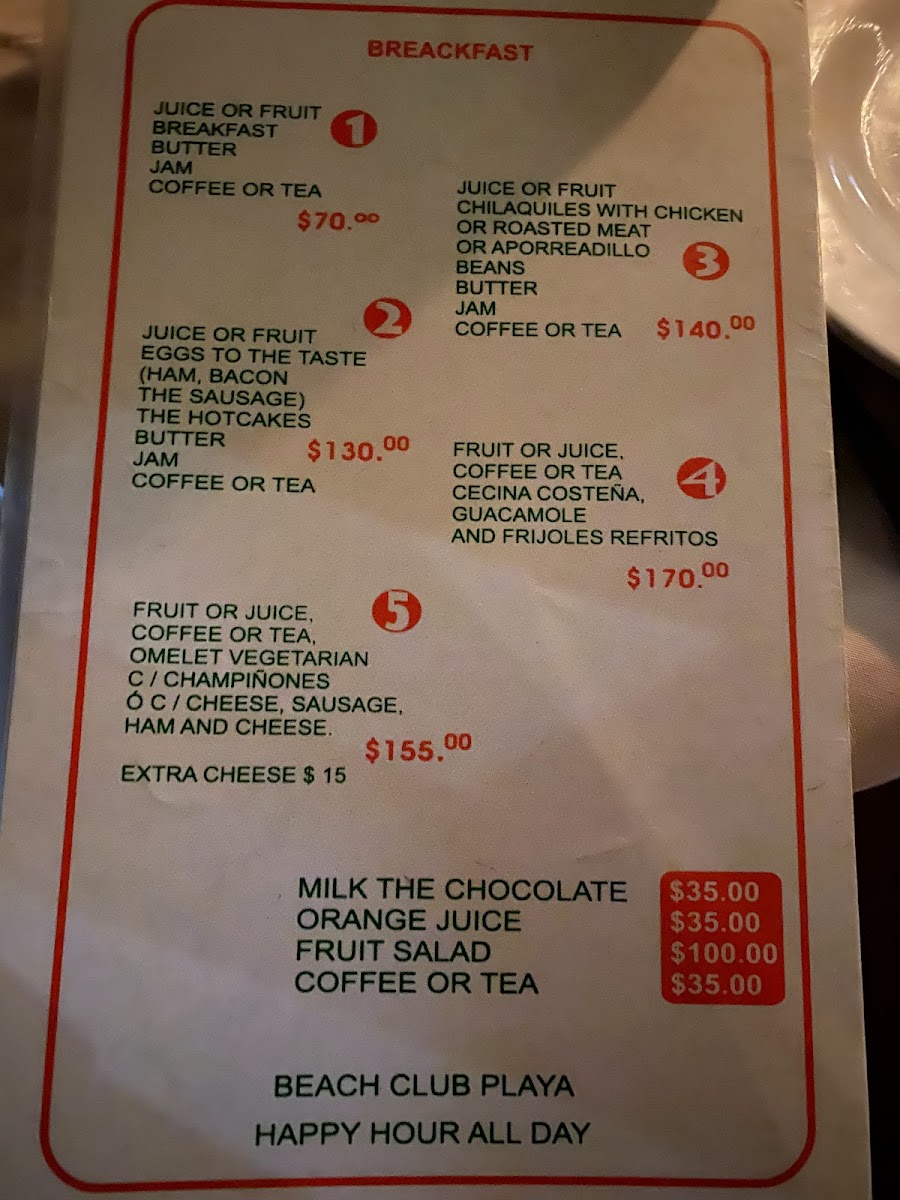 BREACKFAST
JUICE OR FRUIT
BREAKFAST
BUTTER
JAM
COFFEE OR TEA
1
$70.00
JUICE OR FRUIT
EGGS TO THE TASTE
(HAM, BACON
THE SAUSAGE)
THE HOTCAKES
BUTTER
JAM
COFFEE OR TEA
2
$130.00
JUICE OR FRUIT
CHILAQUILES WITH CHICKEN
OR ROASTED MEAT
OR APORREADILLO
BEANS
BUTTER
JAM
COFFEE OR TEA
3
$140.00
FRUIT OR JUICE,
COFFEE OR TEA
CECINA COSTEÑA,
GUACAMOLE
AND FRIJOLES REFRITOS
4
$170.00
FRUIT OR JUICE,
COFFEE OR TEA,
OMELET VEGETARIAN
C / CHAMPIÑONES
Ó C / CHEESE, SAUSAGE,
HAM AND CHEESE.
5
$155.00
EXTRA CHEESE $ 15
MILK THE CHOCOLATE $35.00
ORANGE JUICE $35.00
FRUIT SALAD $100.00
COFFEE OR TEA $35.00
BEACH CLUB PLAYA
HAPPY HOUR ALL DAY